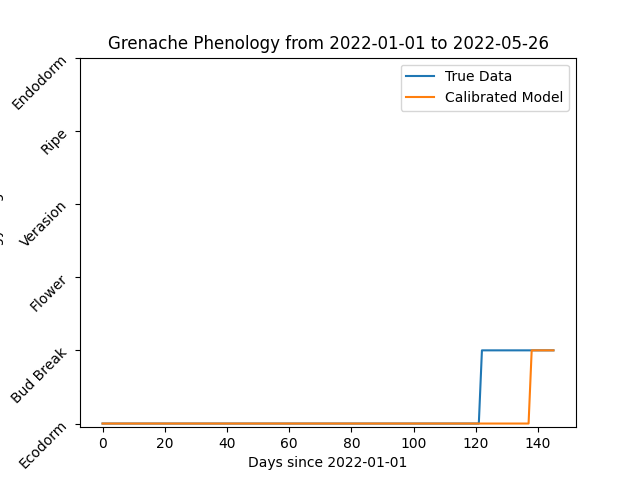 Grenache Phenology from 2022-01-01 to 2022-05-26
True Data
Calibrated Model
Endodorm
Ripe
Verasion
Flower
Bud Break
Ecodorm
0 20 40 60 80 100 120 140
Days since 2022-01-01